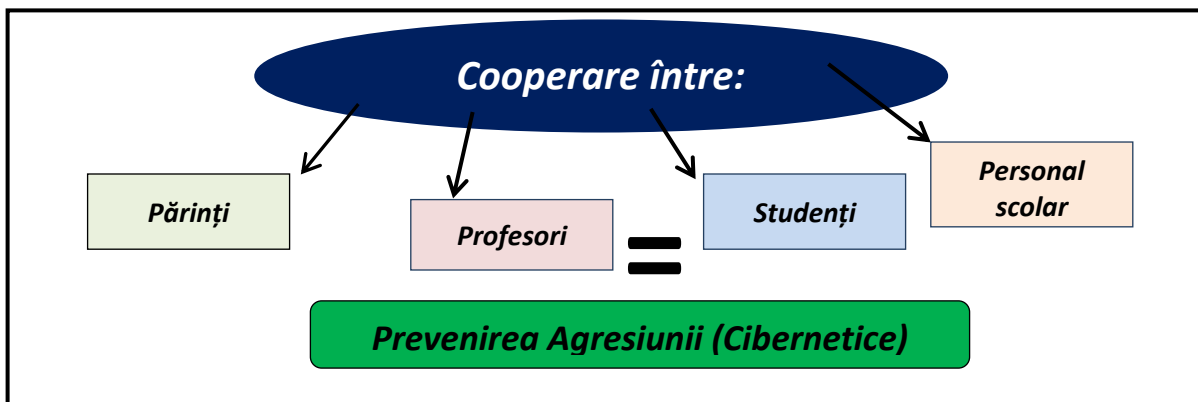 Cooperare între:
Părinți
Profesori
Studenți
Personal
scolar
=
Prevenirea Agresiunii (Cibernetice)